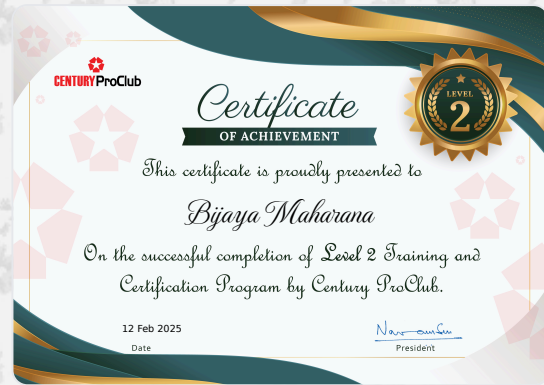 CENTURY ProClub
Certificate
OF ACHIEVEMENT
LEVEL
2
This certificate is proudly presented to
Bijaya Maharana
On the successful completion of Level 2 Training and
Certification Program by Century ProClub.
12 Feb 2025
Date
President